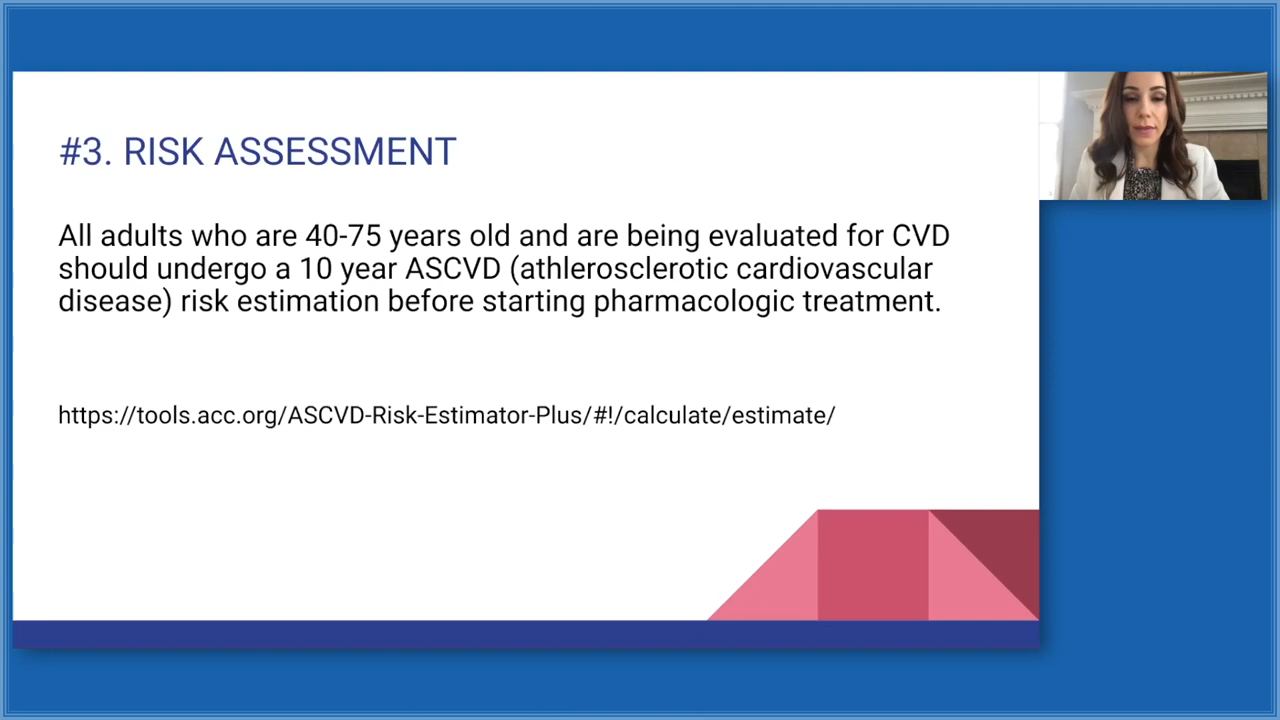 #3. RISK ASSESSMENT
All adults who are 40-75 years old and are being evaluated for CVD
should undergo a 10 year ASCVD (athlerosclerotic cardiovascular
disease) risk estimation before starting pharmacologic treatment.
https://tools.acc.org/ASCVD-Risk-Estimator-Plus/#!/calculate/estimate/